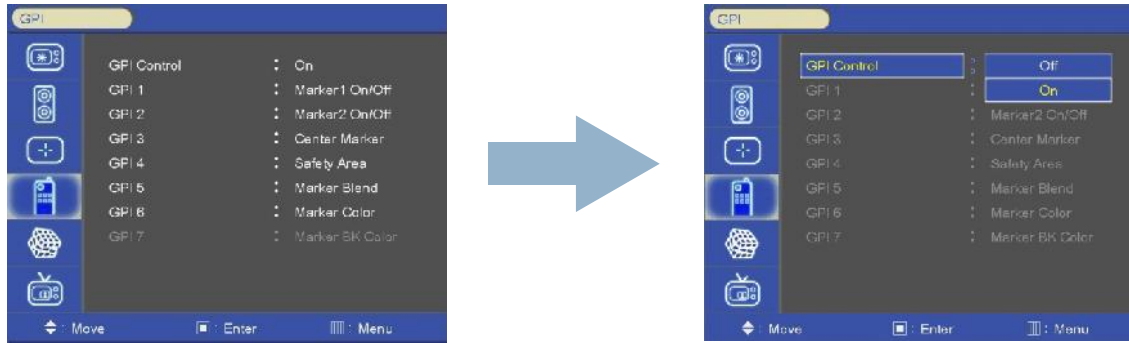 GPI
GPI Control : On
GPI 1 : Marker1 On/Off
GPI 2 : Marker2 On/Off
GPI 3 : Center Marker
GPI 4 : Safety Area
GPI 5 : Marker Blend
GPI 6 : Marker Color
GPI 7 : Marker BK Color
: Move : Enter : Menu
GPI
GPI Control : Off
GPI 1 : On
GPI 2 : Marker2 On/Off
GPI 3 : Center Marker
GPI 4 : Safety Area
GPI 5 : Marker Blend
GPI 6 : Marker Color
GPI 7 : Marker BK Color
: Move : Enter : Menu